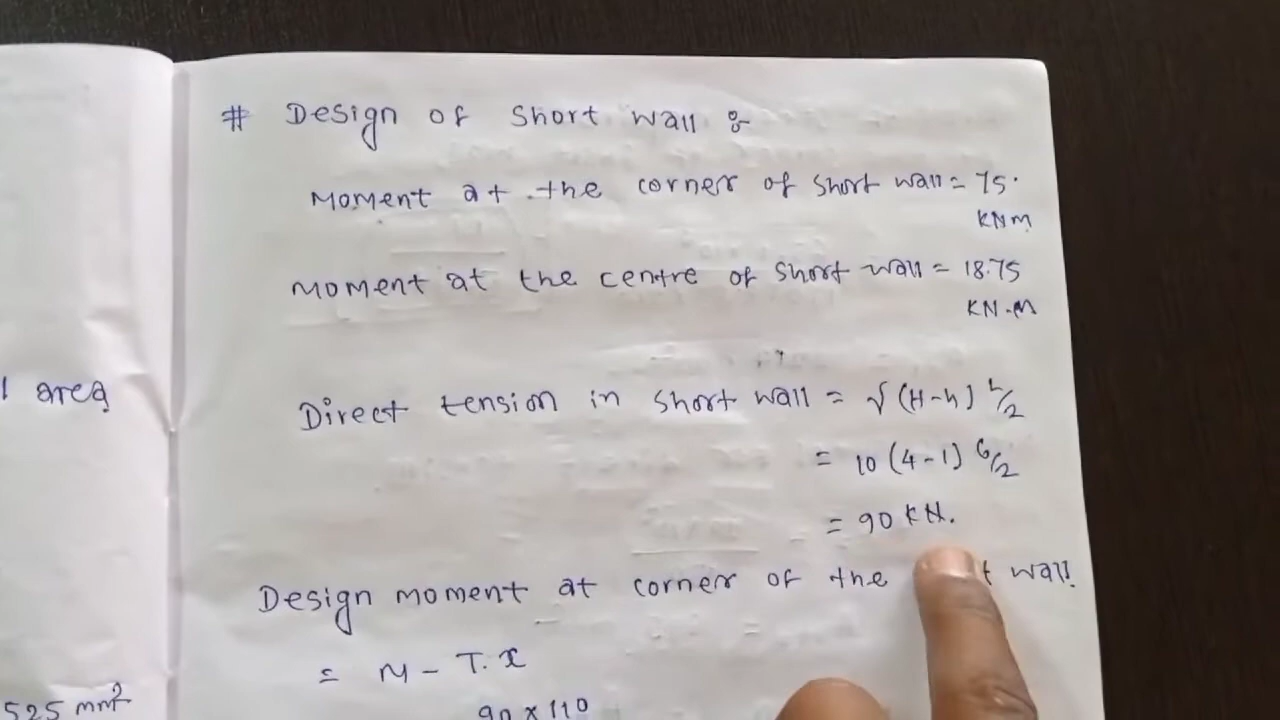 # Design of short wall :-
Moment at the corner of short wall = 75.
KNm
Moment at the centre of short wall = 18.75
KN.m
Direct tension in short wall = √(H-h) L/2
= 10 (4-1) 6/2
= 90 KN.
Design moment at corner of the wall.
= M - T.x
90 x 110
area
525 mm²